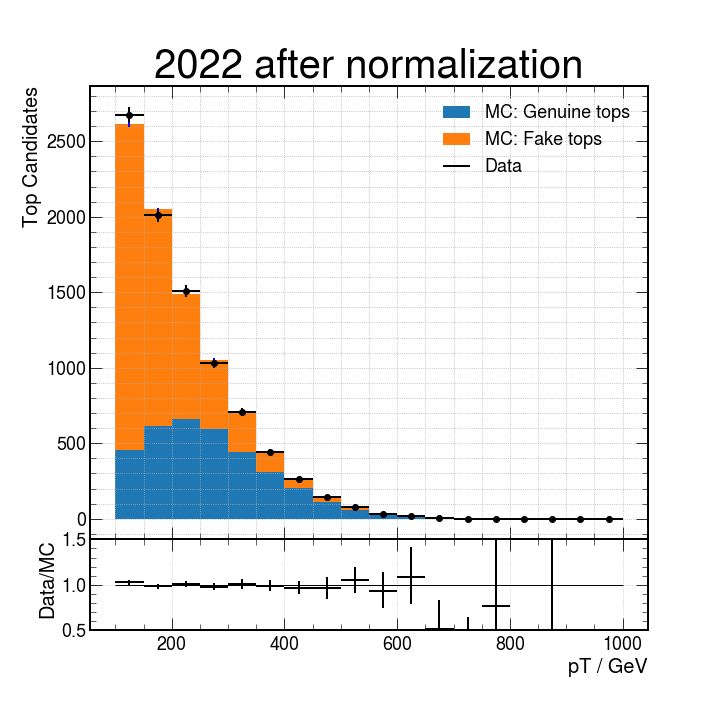 2022 after normalization
Top Candidates
MC: Genuine tops
MC: Fake tops
Data
2500
2000
1500
1000
500
0
Data/MC
1.5
1.0
0.5
200
400
600
800
1000
pT / GeV